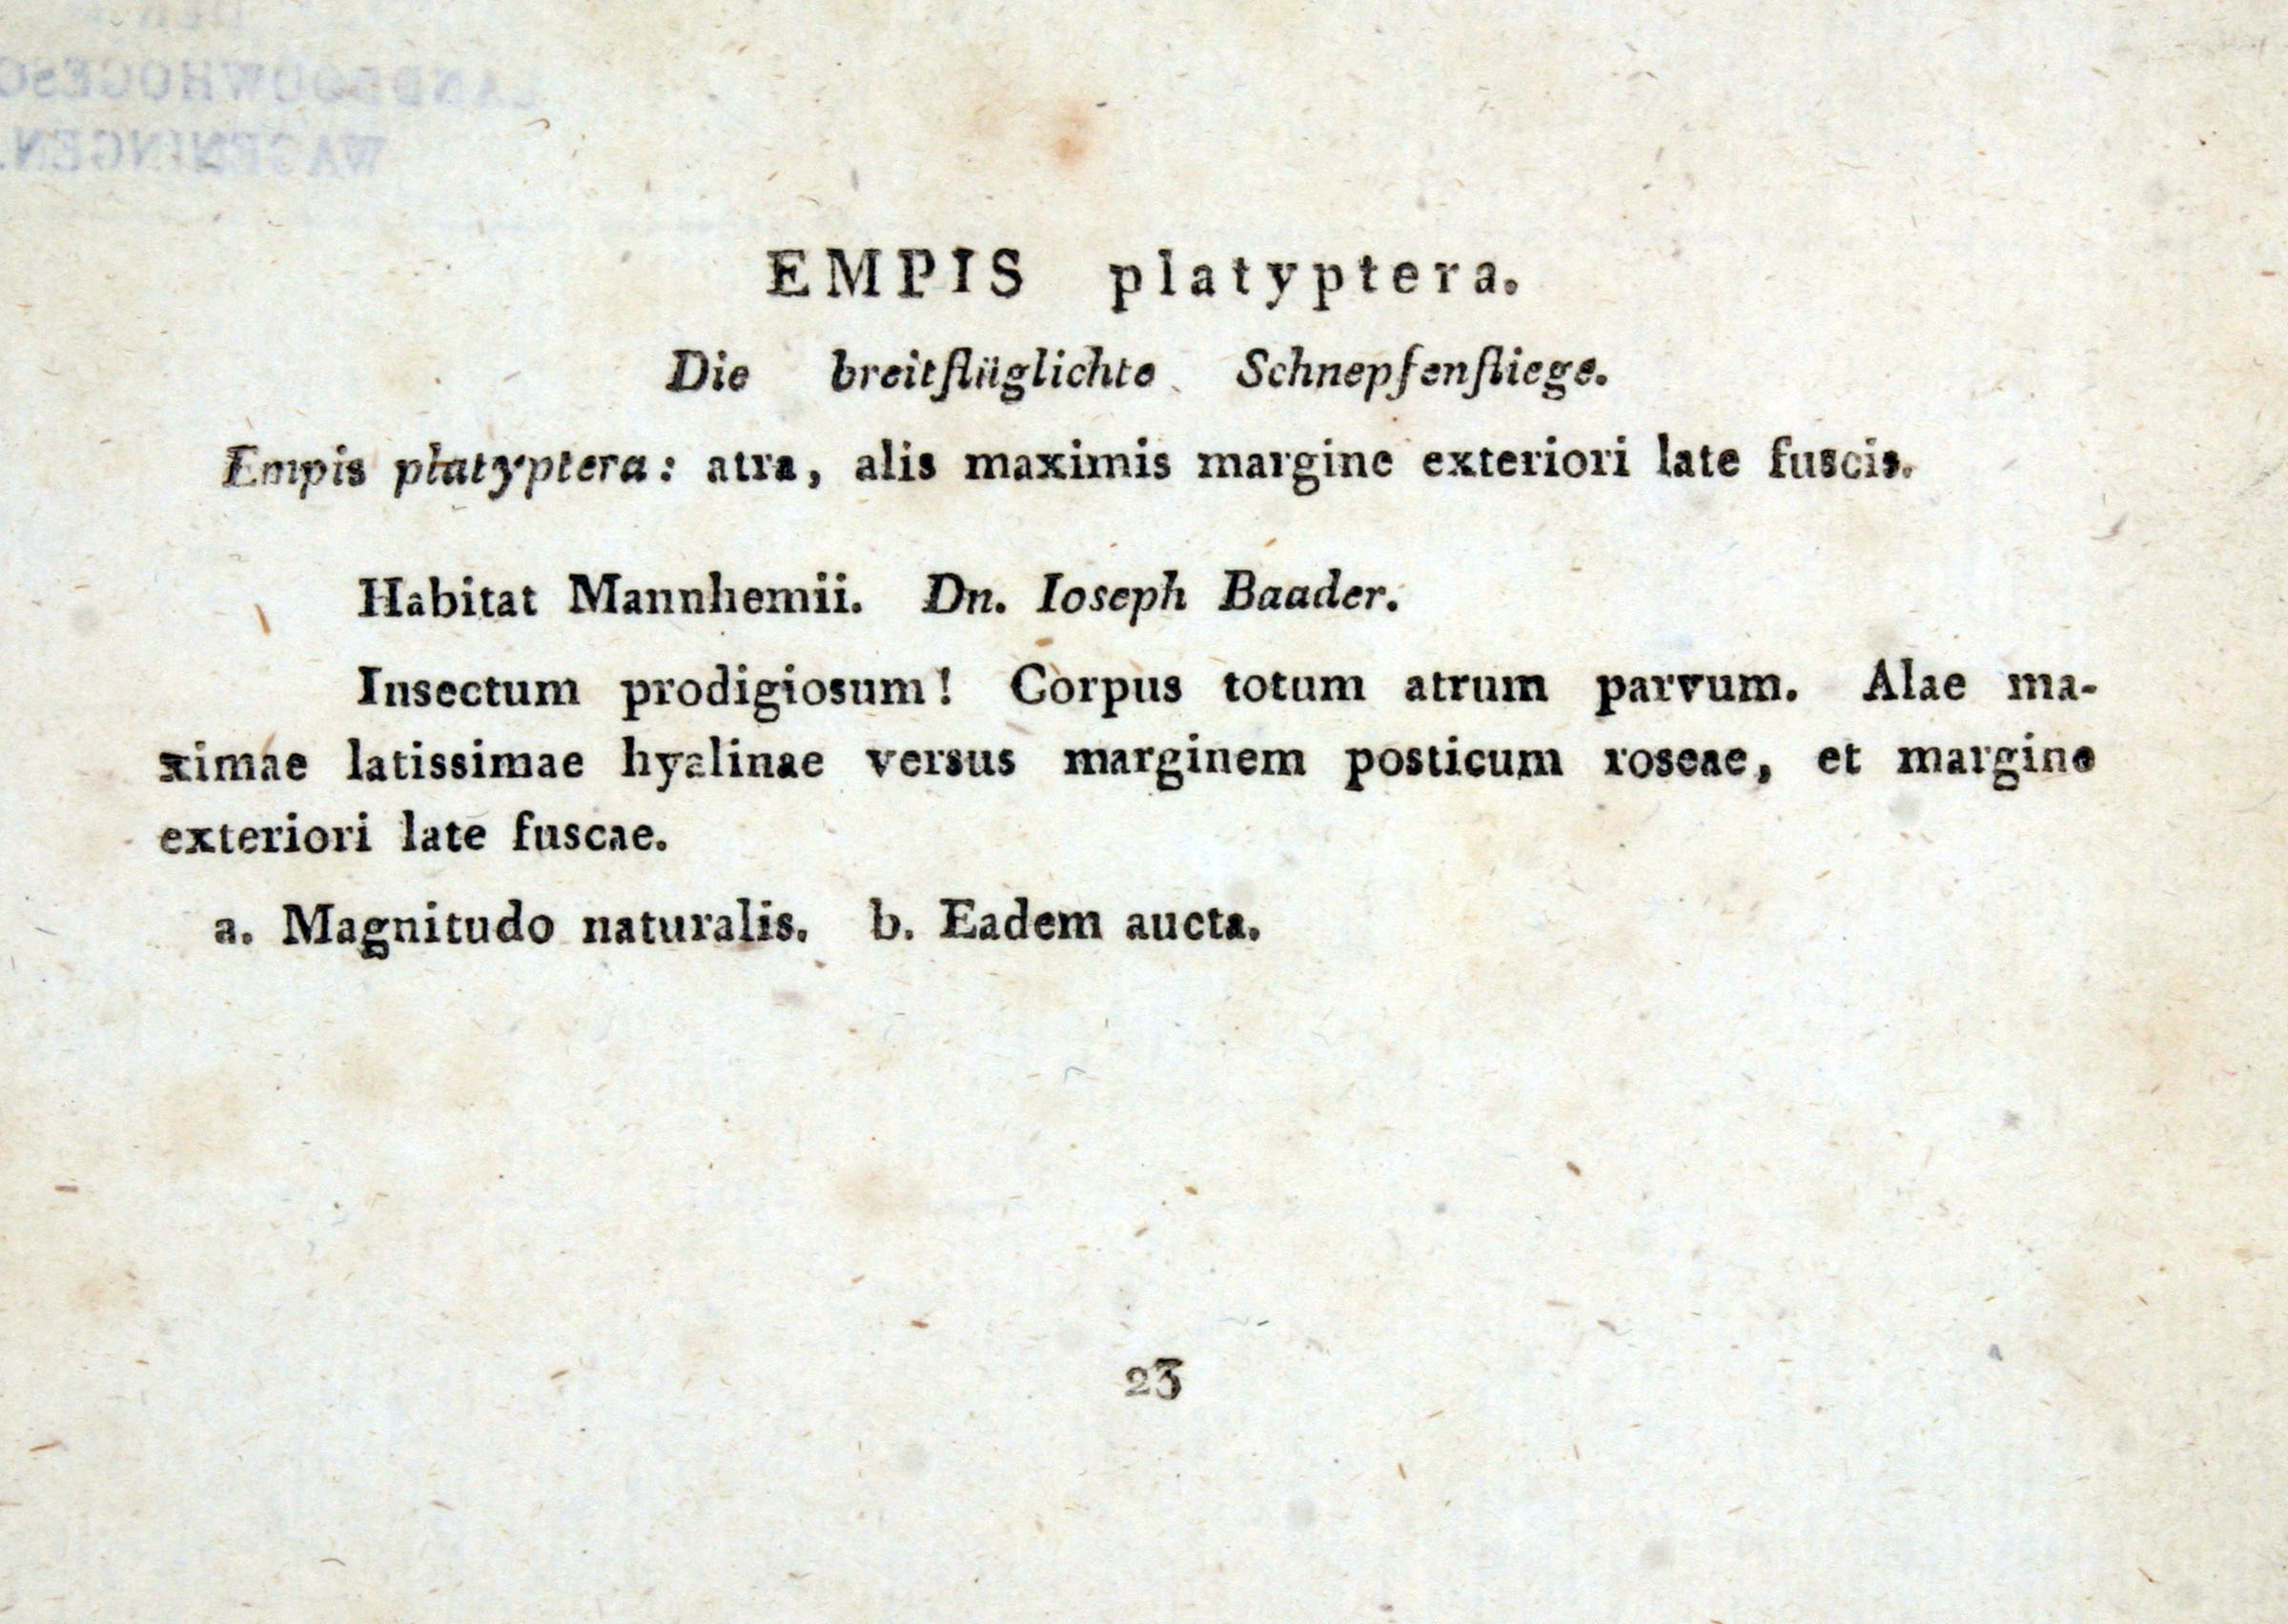 LANDBOUWHOGESC
WAGENINGEN.
EMPIS platyptera.
Die breitflüglichte Schnepfenfliege.
Empis platyptera: atra, alis maximis margine exteriori late fuscis.
Habitat Mannhemii. Dn. Ioseph Baader.
Insectum prodigiosum! Corpus totum atrum parvum. Alae ma-
ximae latissimae hyalinae versus marginem posticum roseae, et margine
exteriori late fuscae.
a. Magnitudo naturalis. b. Eadem aucta.
23